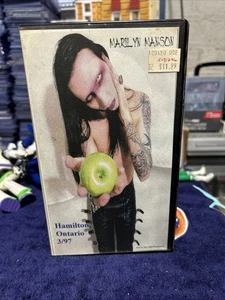 MARILYN MANSON
$11.99
Hamilton,
Ontario
3/97